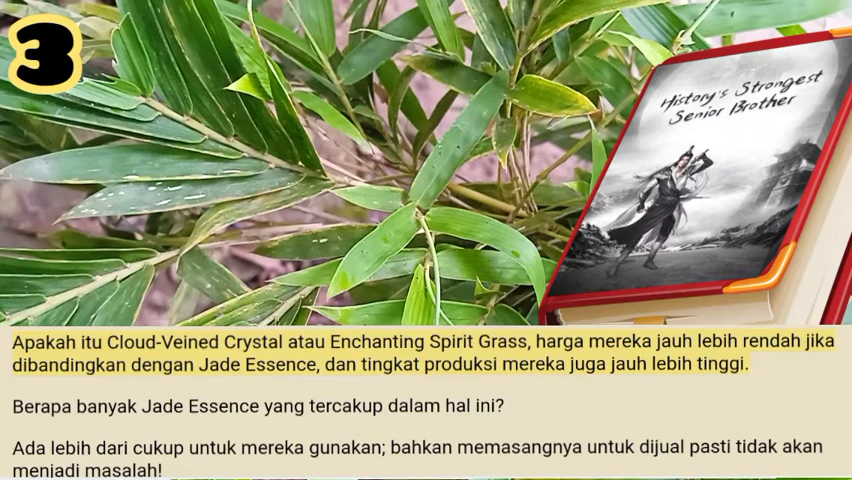 3
History's Strongest
Senior Brother
Apakah itu Cloud-Veined Crystal atau Enchanting Spirit Grass, harga mereka jauh lebih rendah jika
dibandingkan dengan Jade Essence, dan tingkat produksi mereka juga jauh lebih tinggi.
Berapa banyak Jade Essence yang tercakup dalam hal ini?
Ada lebih dari cukup untuk mereka gunakan; bahkan memasangnya untuk dijual pasti tidak akan
menjadi masalah!